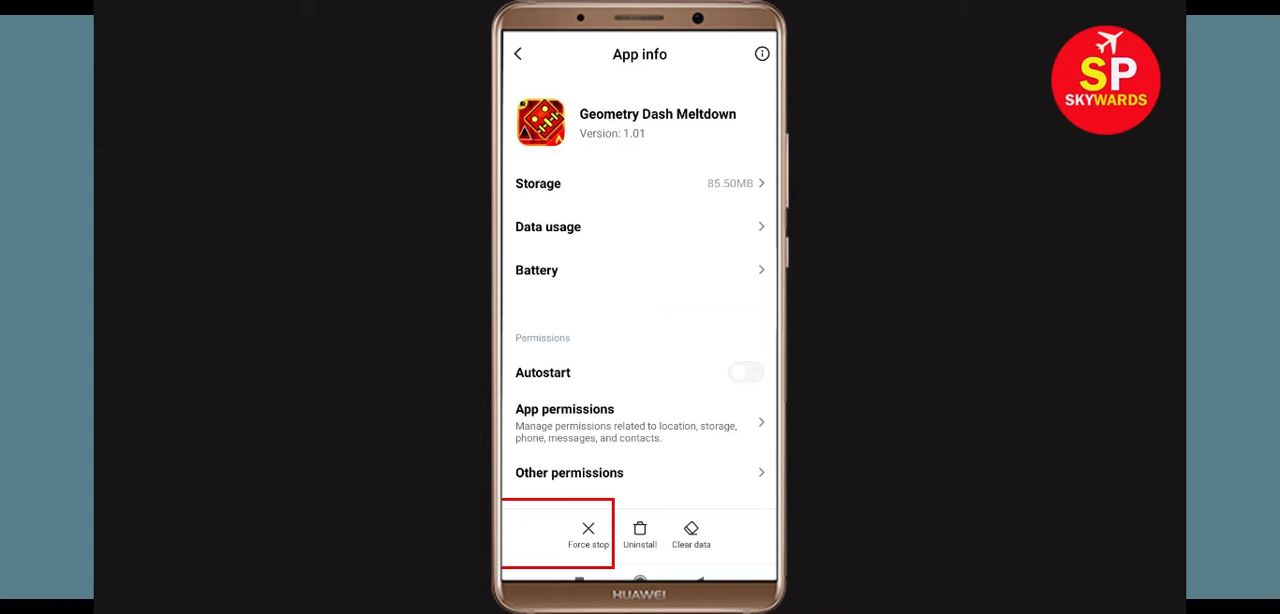 App info
Geometry Dash Meltdown
Version: 1.01
Storage
85.50MB
Data usage
Battery
Permissions
Autostart
App permissions
Manage permissions related to location, storage,
phone, messages, and contacts.
Other permissions
Force stop
Uninstall
Clear data
HUAWEI
SP
SKYWARDS